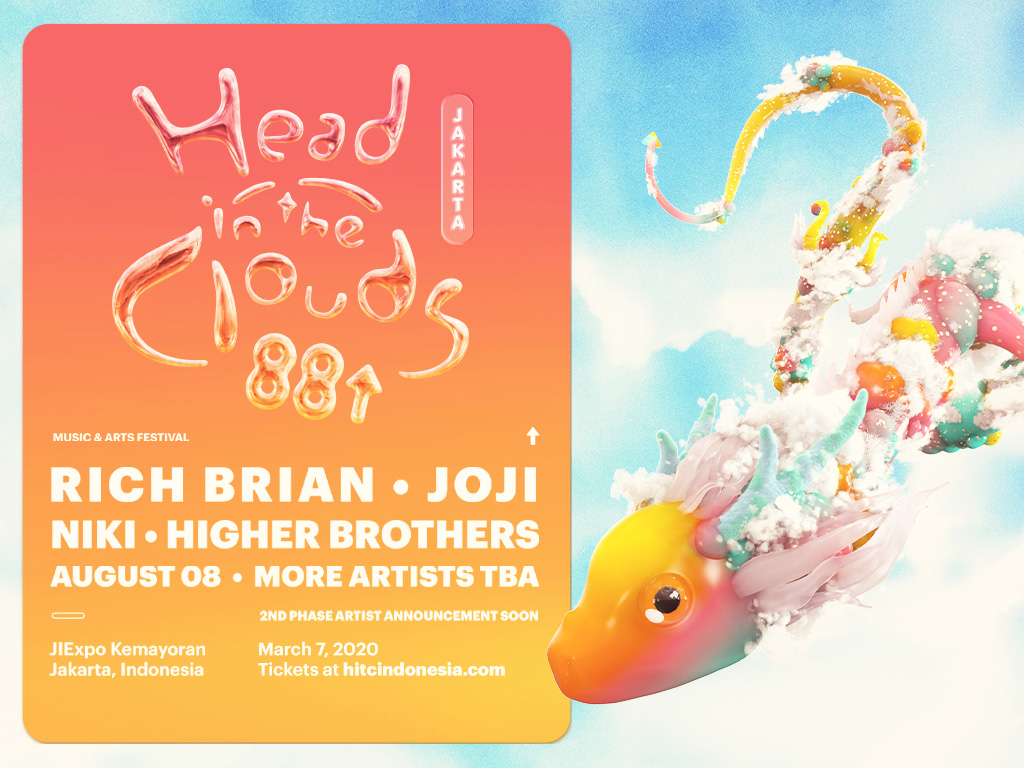 Head
JAKARTA
in the
Clouds
88↑
MUSIC & ARTS FESTIVAL
RICH BRIAN • JOJI
NIKI • HIGHER BROTHERS
AUGUST 08 • MORE ARTISTS TBA
2ND PHASE ARTIST ANNOUNCEMENT SOON
JIExpo Kemayoran
Jakarta, Indonesia
March 7, 2020
Tickets at hitcindonesia.com